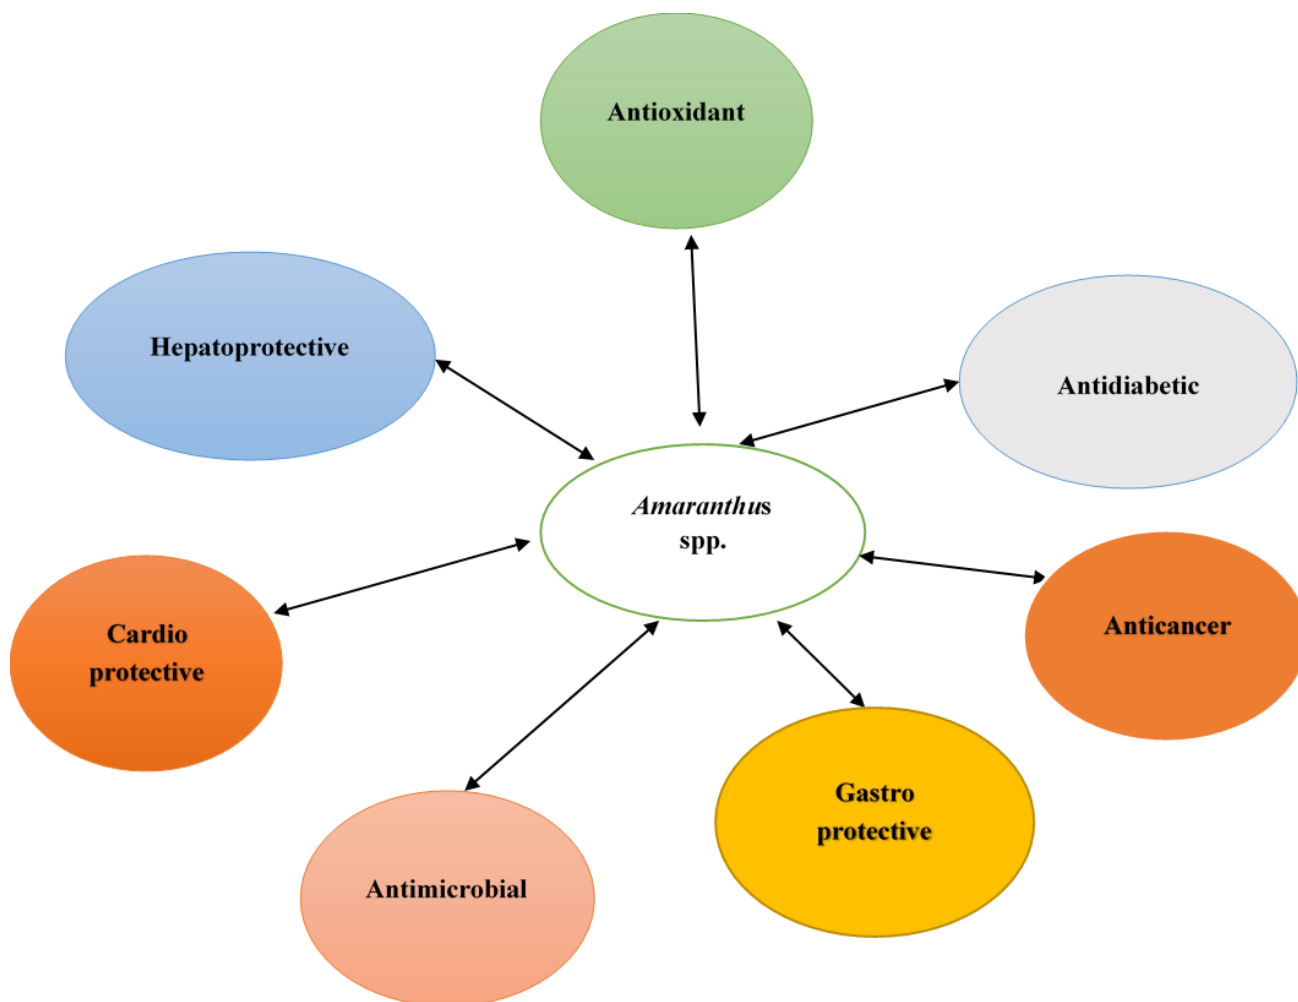 Antioxidant
Hepatoprotective
Antidiabetic
Amaranthus
spp.
Cardio
protective
Anticancer
Gastro
protective
Antimicrobial